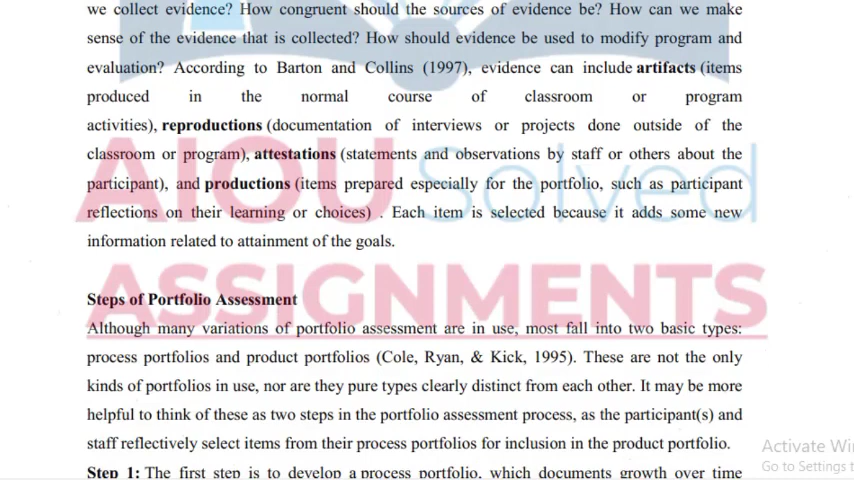 we collect evidence? How congruent should the sources of evidence be? How can we make
sense of the evidence that is collected? How should evidence be used to modify program and
evaluation? According to Barton and Collins (1997), evidence can include artifacts (items
produced in the normal course of classroom or program
activities), reproductions (documentation of interviews or projects done outside of the
classroom or program), attestations (statements and observations by staff or others about the
participant), and productions (items prepared especially for the portfolio, such as participant
reflections on their learning or choices) . Each item is selected because it adds some new
information related to attainment of the goals.
AIOU Solved
ASSIGNMENTS
Steps of Portfolio Assessment
Although many variations of portfolio assessment are in use, most fall into two basic types:
process portfolios and product portfolios (Cole, Ryan, & Kick, 1995). These are not the only
kinds of portfolios in use, nor are they pure types clearly distinct from each other. It may be more
helpful to think of these as two steps in the portfolio assessment process, as the participant(s) and
staff reflectively select items from their process portfolios for inclusion in the product portfolio.
Step 1: The first step is to develop a process portfolio, which documents growth over time
Activate Wi
Go to Settings t